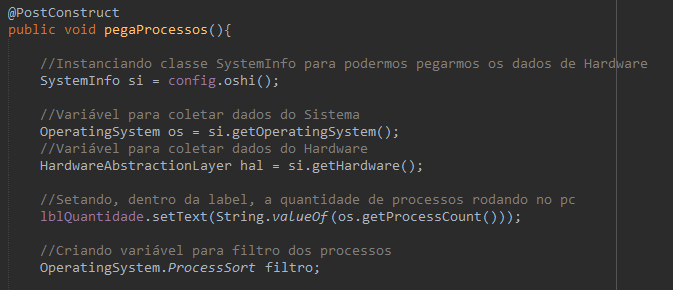 @PostConstruct
public void pegaProcessos(){
//Instanciando classe SystemInfo para podermos pegarmos os dados de Hardware
SystemInfo si = config.oshi();
//Variável para coletar dados do Sistema
OperatingSystem os = si.getOperatingSystem();
//Variável para coletar dados do Hardware
HardwareAbstractionLayer hal = si.getHardware();
//Setando, dentro da label, a quantidade de processos rodando no pc
lblQuantidade.setText(String.valueOf(os.getProcessCount()));
//Criando variável para filtro dos processos
OperatingSystem.ProcessSort filtro;